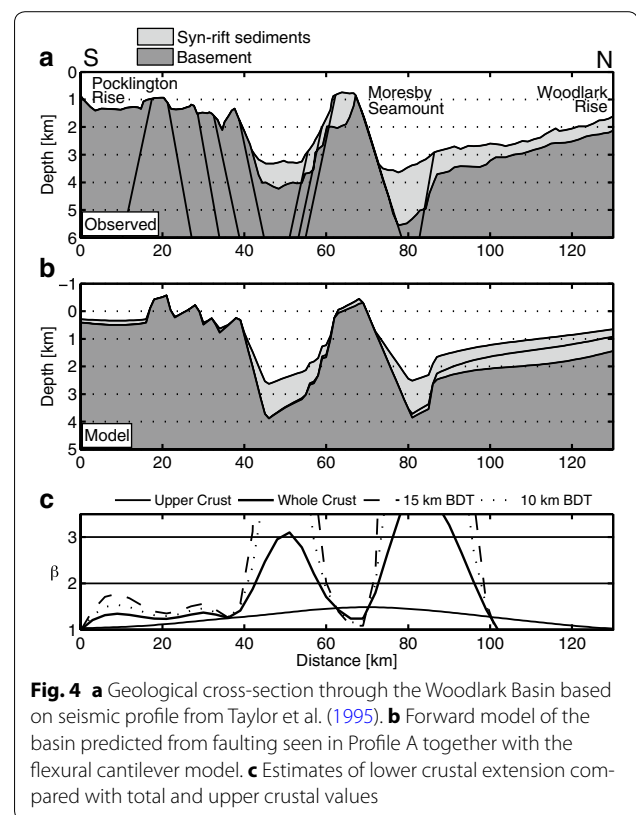 Syn-rift sediments
Basement
a S N
0
Pocklington Rise
Moresby Seamount
Woodlark Rise
1
2
3
4
5
6
Depth [km]
Observed
0 20 40 60 80 100 120
b
−1
0
1
2
3
4
5
Depth [km]
Model
0 20 40 60 80 100 120
c
Upper Crust Whole Crust 15 km BDT 10 km BDT
3
2
1
β
0 20 40 60 80 100 120
Distance [km]
Fig. 4 a Geological cross-section through the Woodlark Basin based
on seismic profile from Taylor et al. (1995). b Forward model of the
basin predicted from faulting seen in Profile A together with the
flexural cantilever model. c Estimates of lower crustal extension com-
pared with total and upper crustal values